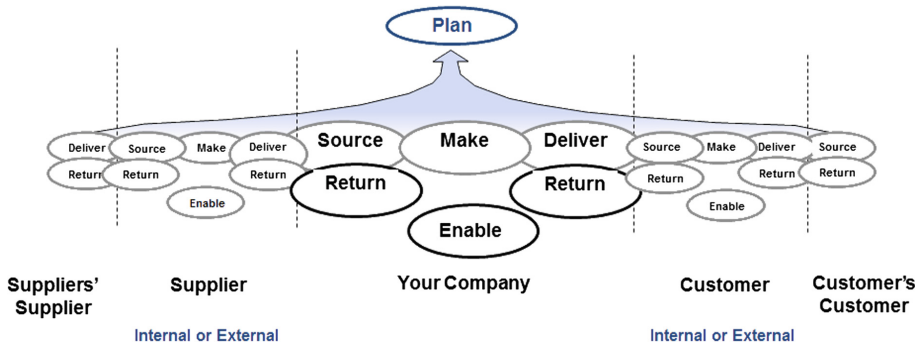 Plan
Deliver Source Make Deliver Source Make Deliver Source Make Deliver Source
Return Return Return Return Return Return Return Return
Enable Enable Enable
Suppliers' Supplier Your Company Customer Customer's
Supplier Customer
Internal or External Internal or External